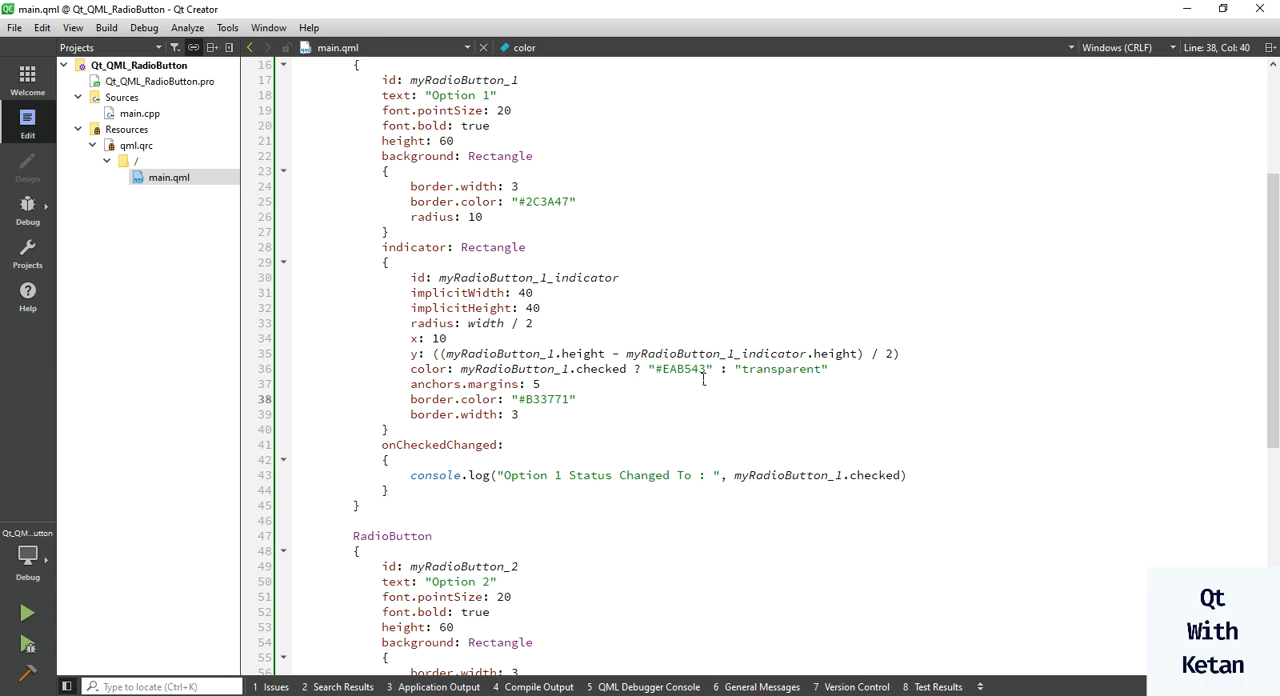 main.qml @ Qt_QML_RadioButton - Qt Creator
File Edit View Build Debug Analyze Tools Window Help
Projects main.qml color Windows (CRLF) Line: 38, Col: 40
Welcome
Edit
Design
Debug
Projects
Help
Qt_QM...utton
Debug
Qt_QML_RadioButton
Qt_QML_RadioButton.pro
Sources
main.cpp
Resources
qml.qrc
/
main.qml
16 {
17 id: myRadioButton_1
18 text: "Option 1"
19 font.pointSize: 20
20 font.bold: true
21 height: 60
22 background: Rectangle
23 {
24 border.width: 3
25 border.color: "#2C3A47"
26 radius: 10
27 }
28 indicator: Rectangle
29 {
30 id: myRadioButton_1_indicator
31 implicitWidth: 40
32 implicitHeight: 40
33 radius: width / 2
34 x: 10
35 y: ((myRadioButton_1.height - myRadioButton_1_indicator.height) / 2)
36 color: myRadioButton_1.checked ? "#EAB543" : "transparent"
37 anchors.margins: 5
38 border.color: "#B33771"
39 border.width: 3
40 }
41 onCheckedChanged:
42 {
43 console.log("Option 1 Status Changed To : ", myRadioButton_1.checked)
44 }
45 }
46
47 RadioButton
48 {
49 id: myRadioButton_2
50 text: "Option 2"
51 font.pointSize: 20
52 font.bold: true
53 height: 60
54 background: Rectangle
55 {
56 border.width: 3
Qt
With
Ketan
Type to locate (Ctrl+K) 1 Issues 2 Search Results 3 Application Output 4 Compile Output 5 QML Debugger Console 6 General Messages 7 Version Control 8 Test Results